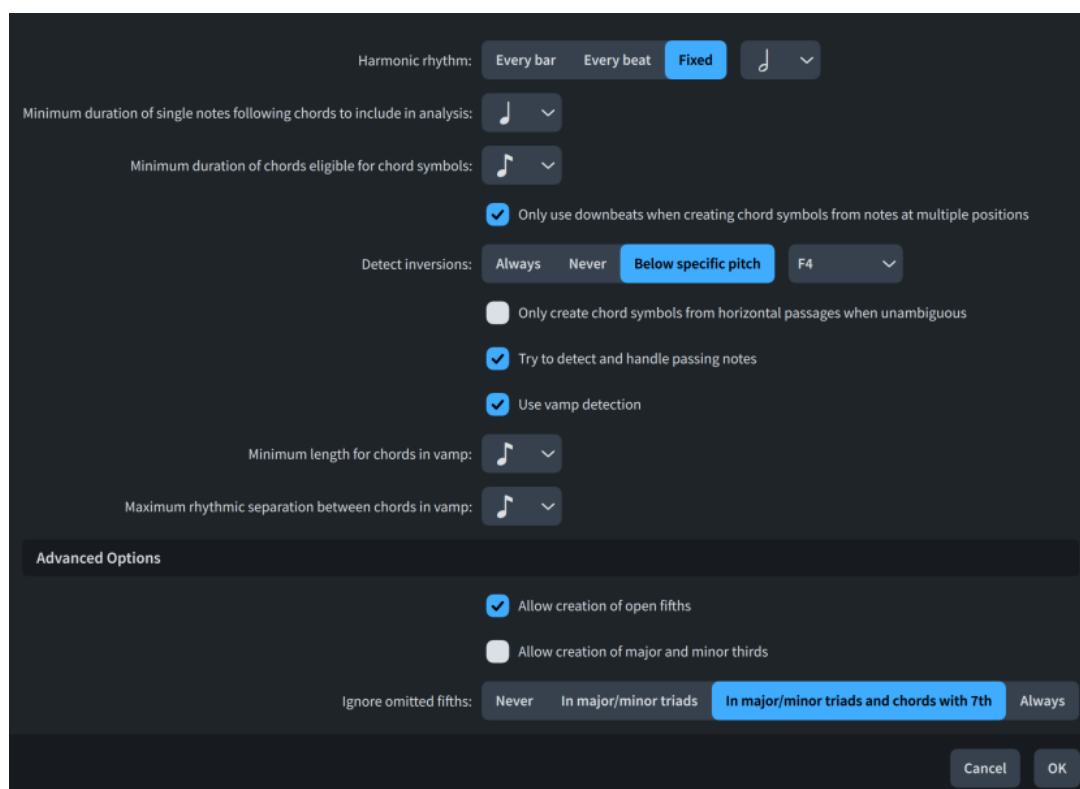 Harmonic rhythm: Every bar Every beat Fixed
Minimum duration of single notes following chords to include in analysis:
Minimum duration of chords eligible for chord symbols:
Only use downbeats when creating chord symbols from notes at multiple positions
Detect inversions: Always Never Below specific pitch F4
Only create chord symbols from horizontal passages when unambiguous
Try to detect and handle passing notes
Use vamp detection
Minimum length for chords in vamp:
Maximum rhythmic separation between chords in vamp:
Advanced Options
Allow creation of open fifths
Allow creation of major and minor thirds
Ignore omitted fifths: Never In major/minor triads In major/minor triads and chords with 7th Always
Cancel OK